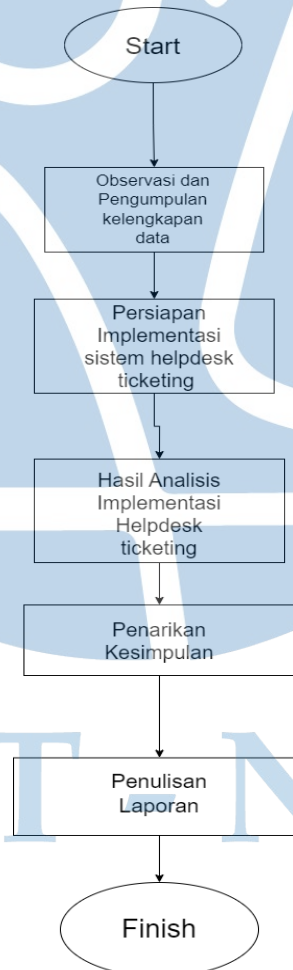 Start
Observasi dan
Pengumpulan
kelengkapan
data
Persiapan
Implementasi
sistem helpdesk
ticketing
Hasil Analisis
Implementasi
Helpdesk
ticketing
Penarikan
Kesimpulan
T - N
Penulisan
Laporan
Finish